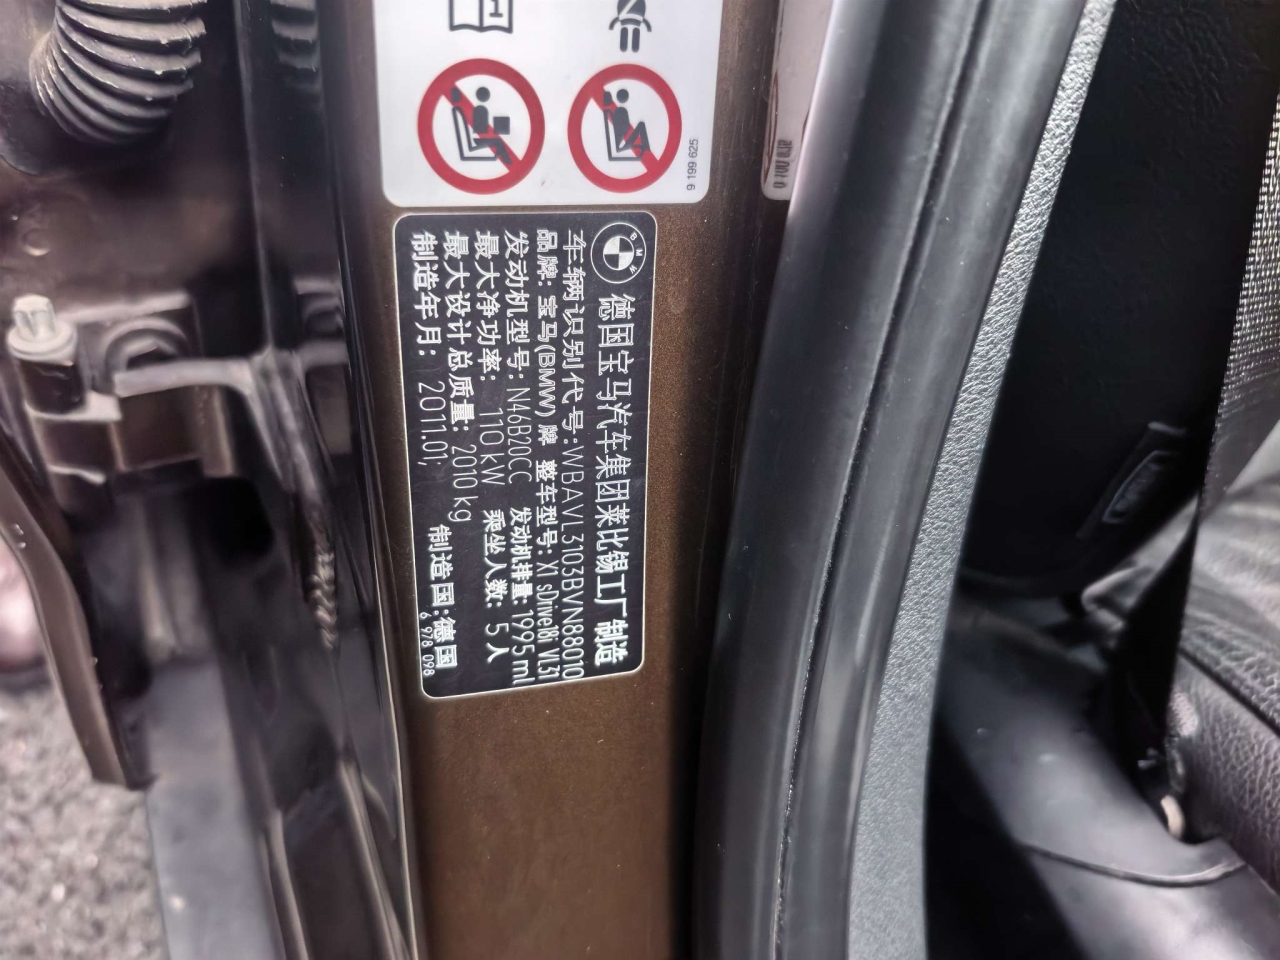 9 199 625
BMW
德国宝马汽车集团莱比锡工厂 制造
车辆识别代号:WBAVL3103BVN88010
品牌: 宝马(BMW)牌 整车型号: X1 sDrive18i VL31
发动机型号: N46B20CC 发动机排量: 1995 ml
最大净功率: 110 kW 乘坐人数: 5人
最大设计总质量: 2000 kg
制造年月: 2011.01; 制造国:德国
6 978 098